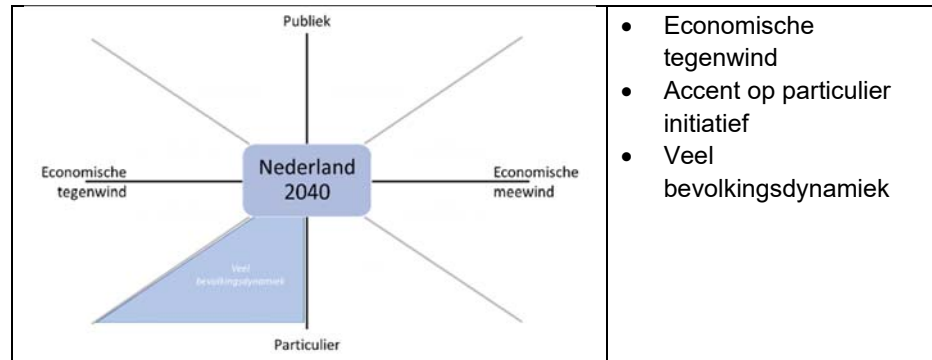 Publiek
Economische
tegenwind
Nederland
2040
Economische
meewind
Veel
bevolkingsdynamiek
Particulier
• Economische
tegenwind
• Accent op particulier
initiatief
• Veel
bevolkingsdynamiek